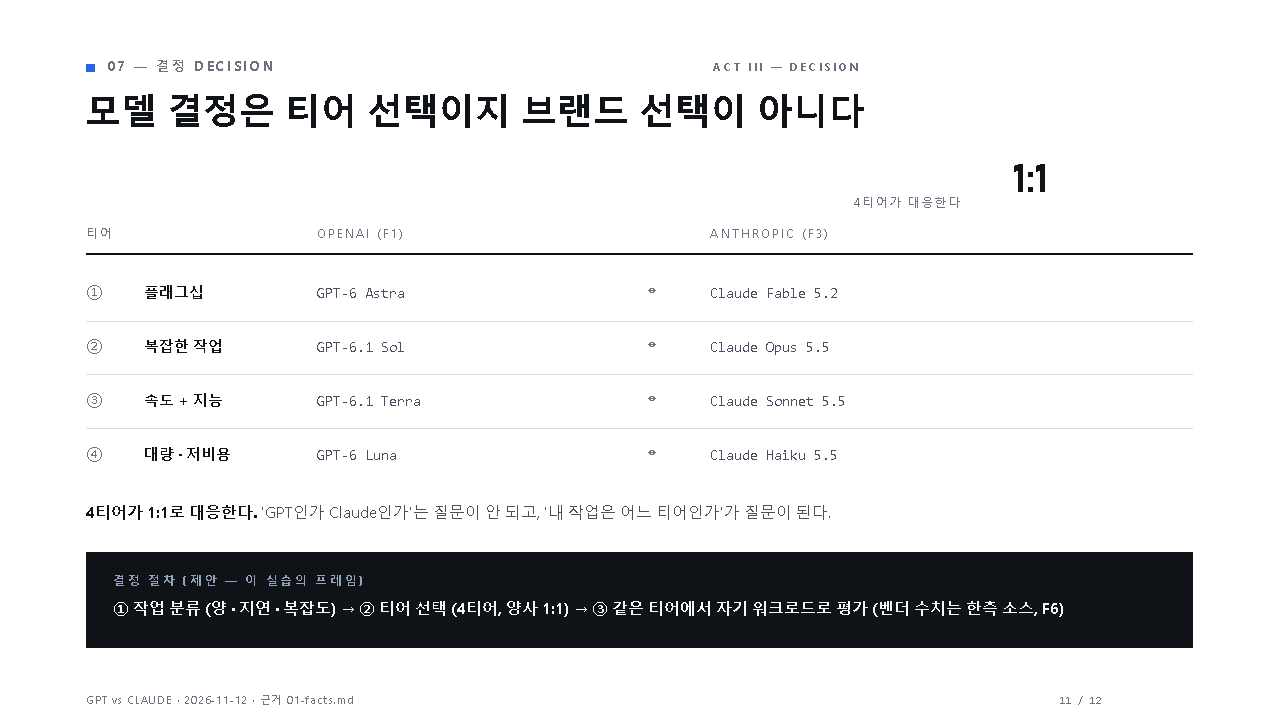 07 — 결정 DECISION
ACT III — DECISION
모델 결정은 티어 선택이지 브랜드 선택이 아니다
1:1
4티어가 대응한다
티어 OPENAI (F1) ANTHROPIC (F3)
① 플래그십 GPT-6 Astra ⇔ Claude Fable 5.2
② 복잡한 작업 GPT-6.1 Sol ⇔ Claude Opus 5.5
③ 속도 + 지능 GPT-6.1 Terra ⇔ Claude Sonnet 5.5
④ 대량 · 저비용 GPT-6 Luna ⇔ Claude Haiku 5.5
4티어가 1:1로 대응한다. 'GPT인가 Claude인가'는 질문이 안 되고, '내 작업은 어느 티어인가'가 질문이 된다.
결정 절차 (제안 — 이 실습의 프레임)
① 작업 분류 (양 · 지연 · 복잡도) → ② 티어 선택 (4티어, 양사 1:1) → ③ 같은 티어에서 자기 워크로드로 평가 (벤더 수치는 한측 소스, F6)
GPT vs CLAUDE · 2026-11-12 · 근거 01-facts.md
11 / 12